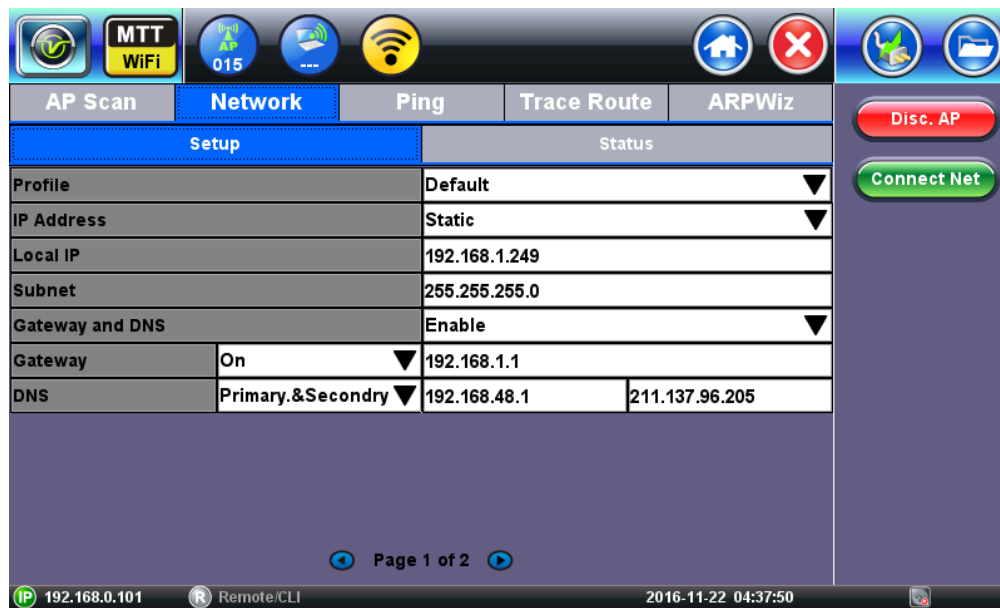 MTT
WiFi
AP
015
---
AP Scan Network Ping Trace Route ARPWiz
Disc. AP
Setup Status
Connect Net
Profile Default
IP Address Static
Local IP 192.168.1.249
Subnet 255.255.255.0
Gateway and DNS Enable
Gateway On 192.168.1.1
DNS Primary.&Secondry 192.168.48.1 211.137.96.205
Page 1 of 2
IP 192.168.0.101 R Remote/CLI 2016-11-22 04:37:50